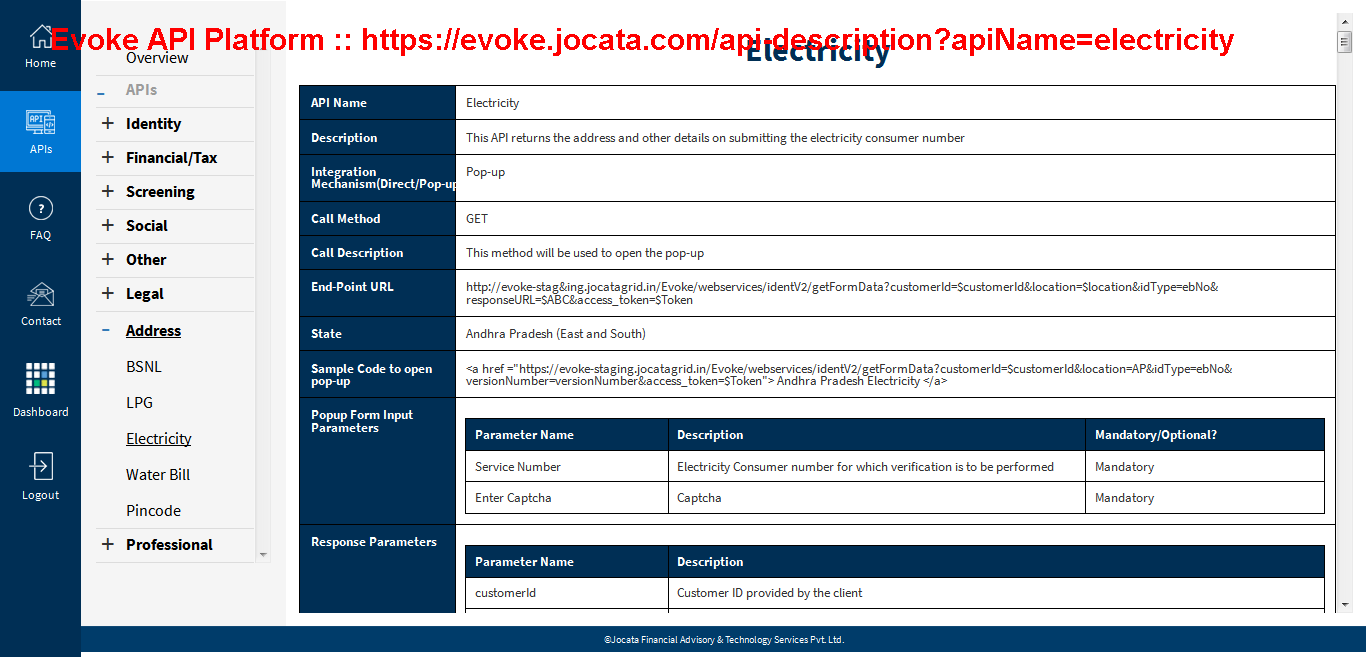 Evoke API Platform :: https://evoke.jocata.com/api-description?apiName=electricity
Home
APIs
FAQ
Contact
Dashboard
Logout
Overview
APIs
Identity
Financial/Tax
Screening
Social
Other
Legal
Address
BSNL
LPG
Electricity
Water Bill
Pincode
Professional
Electricity
API Name Electricity
Description This API returns the address and other details on submitting the electricity consumer number
Integration
Mechanism(Direct/Pop-up
Pop-up
Call Method GET
Call Description This method will be used to open the pop-up
End-Point URL http://evoke-stag&ing.jocatagrid.in/Evoke/webservices/identV2/getFormData?customerId=$customerId&location=$location&idType=ebNo&
responseURL=$ABC&access_token=$Token
State Andhra Pradesh (East and South)
Sample Code to open
pop-up
<a href ="https://evoke-staging.jocatagrid.in/Evoke/webservices/identV2/getFormData?customerId=$customerId&location=AP&idType=ebNo&
versionNumber=versionNumber&access_token=$Token"> Andhra Pradesh Electricity </a>
Popup Form Input
Parameters
Parameter Name Description Mandatory/Optional?
Service Number Electricity Consumer number for which verification is to be performed Mandatory
Enter Captcha Captcha Mandatory
Response Parameters
Parameter Name Description
customerId Customer ID provided by the client
©Jocata Financial Advisory & Technology Services Pvt. Ltd.